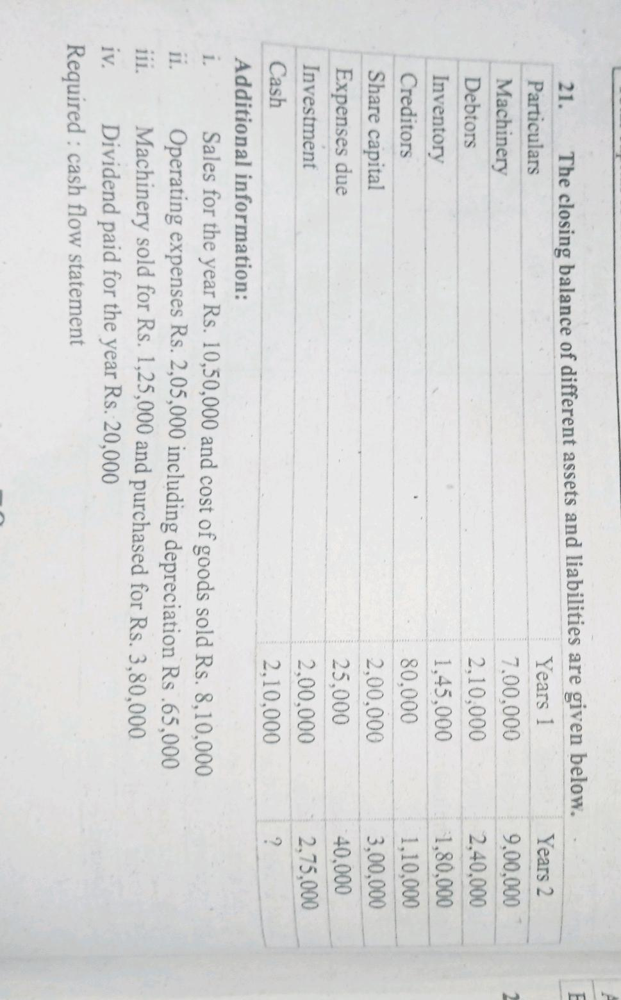 21. The closing balance of different assets and liabilities are given below.
Particulars Years 1 Years 2
Machinery 7,00,000 9,00,000
Debtors 2,10,000 2,40,000
Inventory 1,45,000 1,80,000
Creditors 80,000 1,10,000
Share capital 2,00,000 3,00,000
Expenses due 25,000 40,000
Investment 2,00,000 2,75,000
Cash 2,10,000 ?
Additional information:
i. Sales for the year Rs. 10,50,000 and cost of goods sold Rs. 8,10,000
ii. Operating expenses Rs. 2,05,000 including depreciation Rs .65,000
iii. Machinery sold for Rs. 1,25,000 and purchased for Rs. 3,80,000
iv. Dividend paid for the year Rs. 20,000
Required : cash flow statement
2